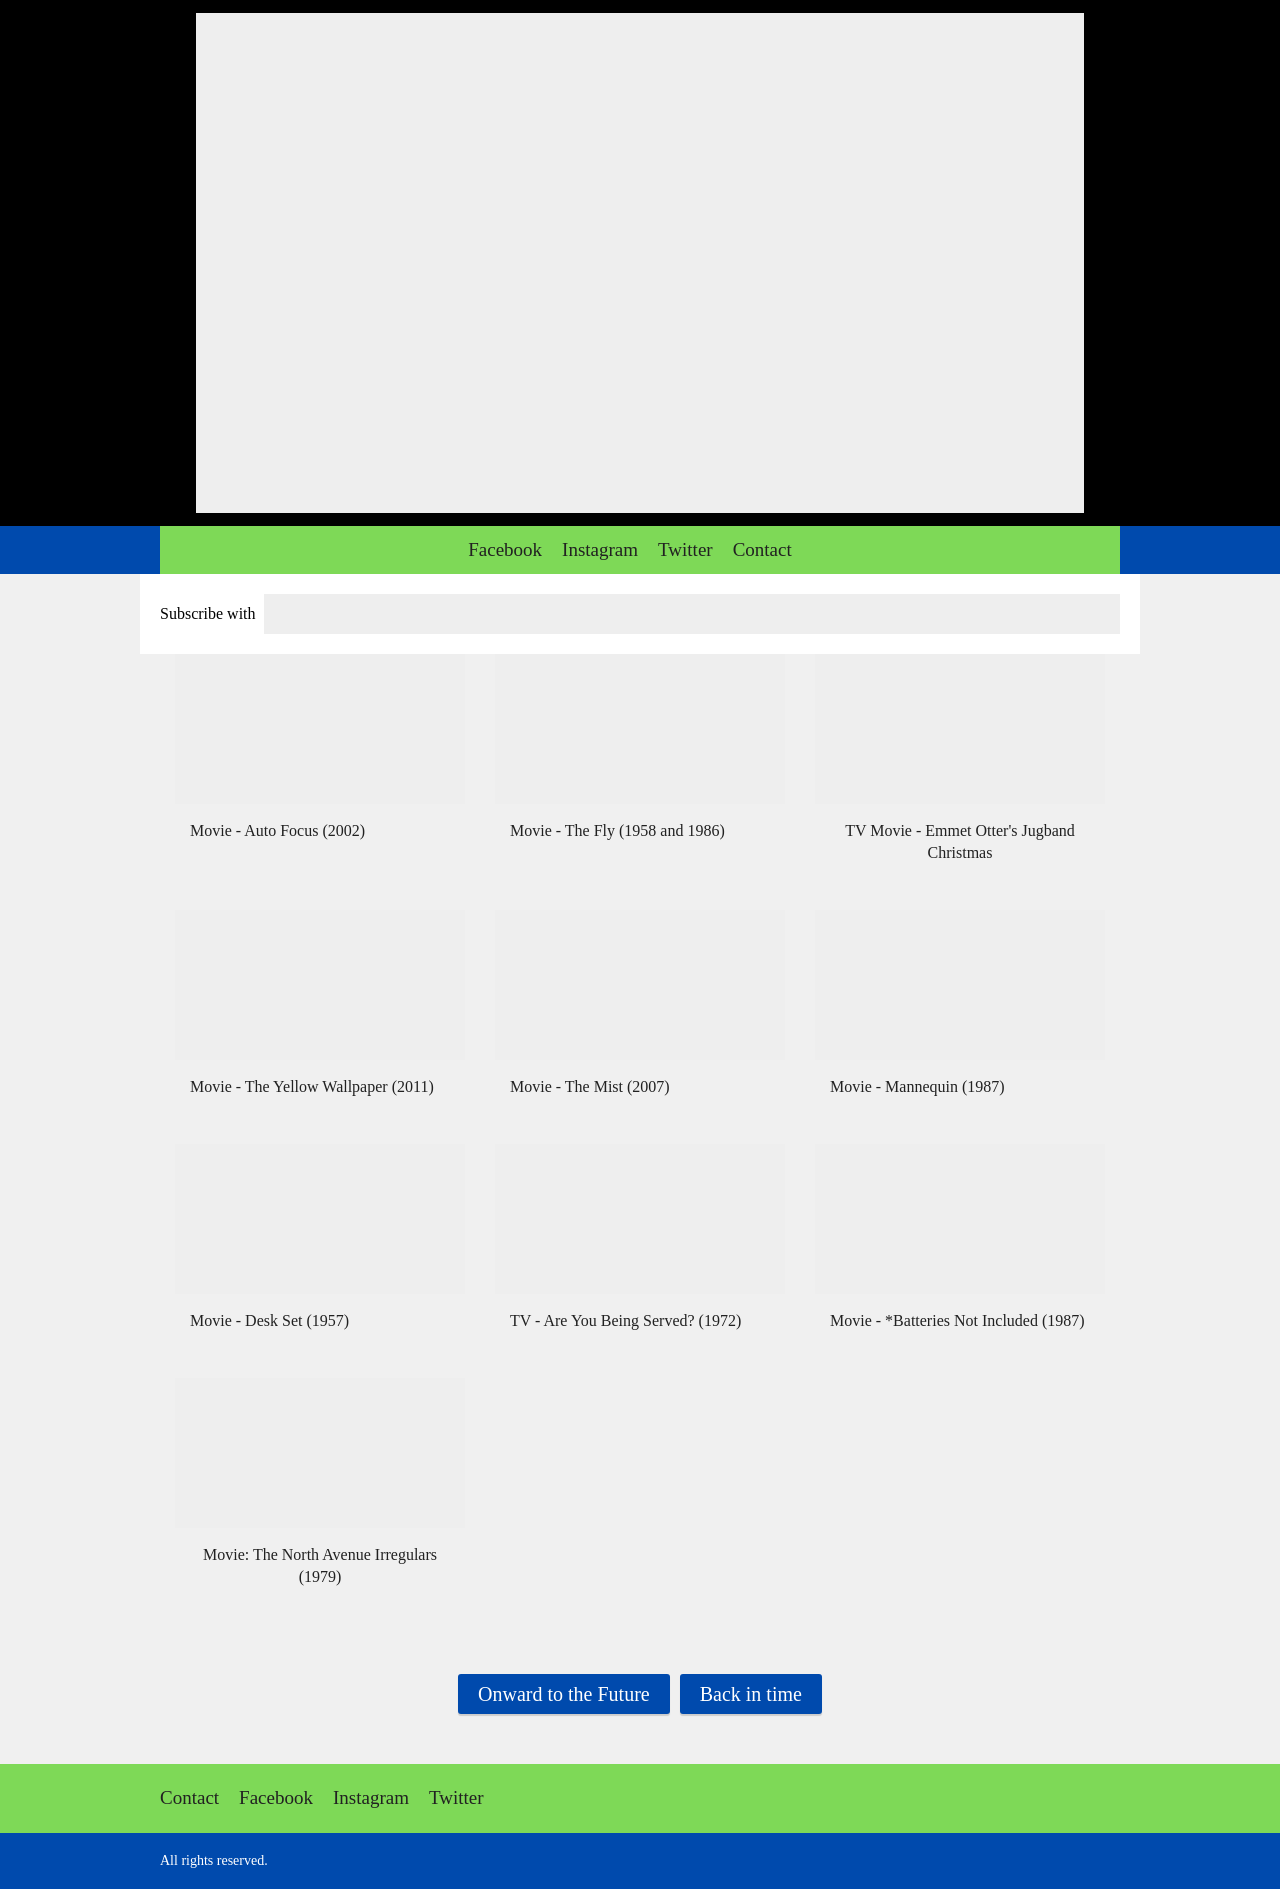 Facebook Instagram Twitter Contact
Subscribe with
Movie - Auto Focus (2002)
Movie - The Fly (1958 and 1986)
TV Movie - Emmet Otter's Jugband
Christmas
Movie - The Yellow Wallpaper (2011)
Movie - The Mist (2007)
Movie - Mannequin (1987)
Movie - Desk Set (1957)
TV - Are You Being Served? (1972)
Movie - *Batteries Not Included (1987)
Movie: The North Avenue Irregulars
(1979)
Onward to the Future
Back in time
Contact Facebook Instagram Twitter
All rights reserved.